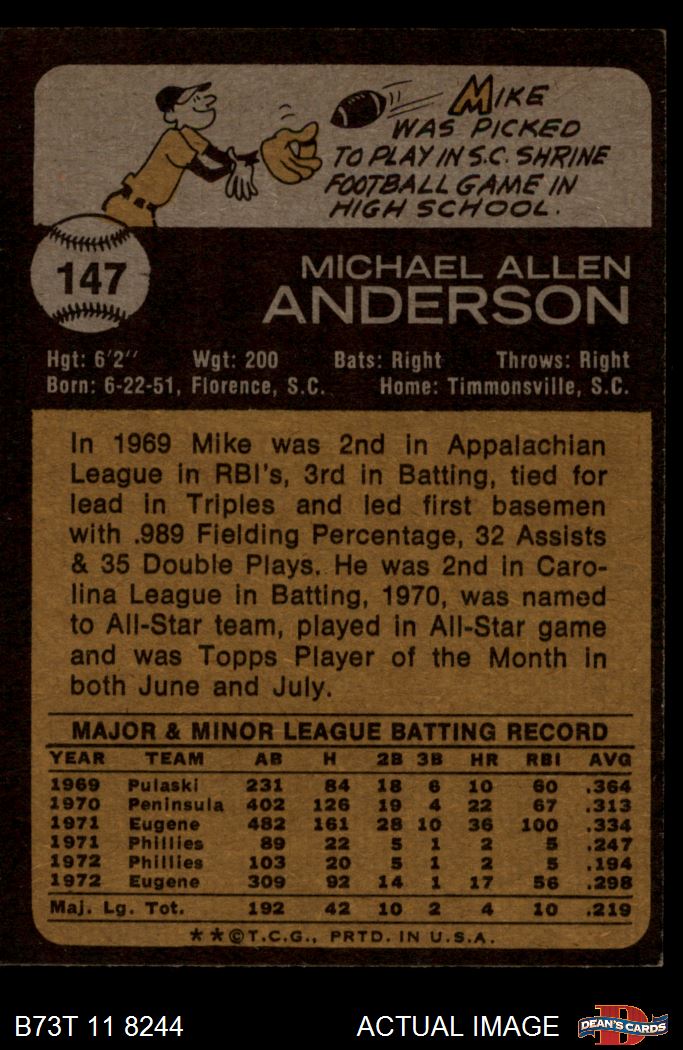 MIKE
WAS PICKED
TO PLAY IN S.C. SHRINE
FOOTBALL GAME IN
HIGH SCHOOL.
147
MICHAEL ALLEN
ANDERSON
Hgt: 6'2" Wgt: 200 Bats: Right Throws: Right
Born: 6-22-51, Florence, S.C. Home: Timmonsville, S.C.
In 1969 Mike was 2nd in Appalachian
League in RBI's, 3rd in Batting, tied for
lead in Triples and led first basemen
with .989 Fielding Percentage, 32 Assists
& 35 Double Plays. He was 2nd in Caro-
lina League in Batting, 1970, was named
to All-Star team, played in All-Star game
and was Topps Player of the Month in
both June and July.
MAJOR & MINOR LEAGUE BATTING RECORD
YEAR TEAM AB H 2B 3B HR RBI AVG
1969 Pulaski 231 84 18 6 10 60 .364
1970 Peninsula 402 126 19 4 22 67 .313
1971 Eugene 482 161 28 10 36 100 .334
1971 Phillies 89 22 5 1 2 5 .247
1972 Phillies 103 20 5 1 2 5 .194
1972 Eugene 309 92 14 1 17 56 .298
Maj. Lg. Tot. 192 42 10 2 4 10 .219
**©T.C.G., PRTD. IN U.S.A.
B73T 11 8244 ACTUAL IMAGE
D
DEAN'S CARDS